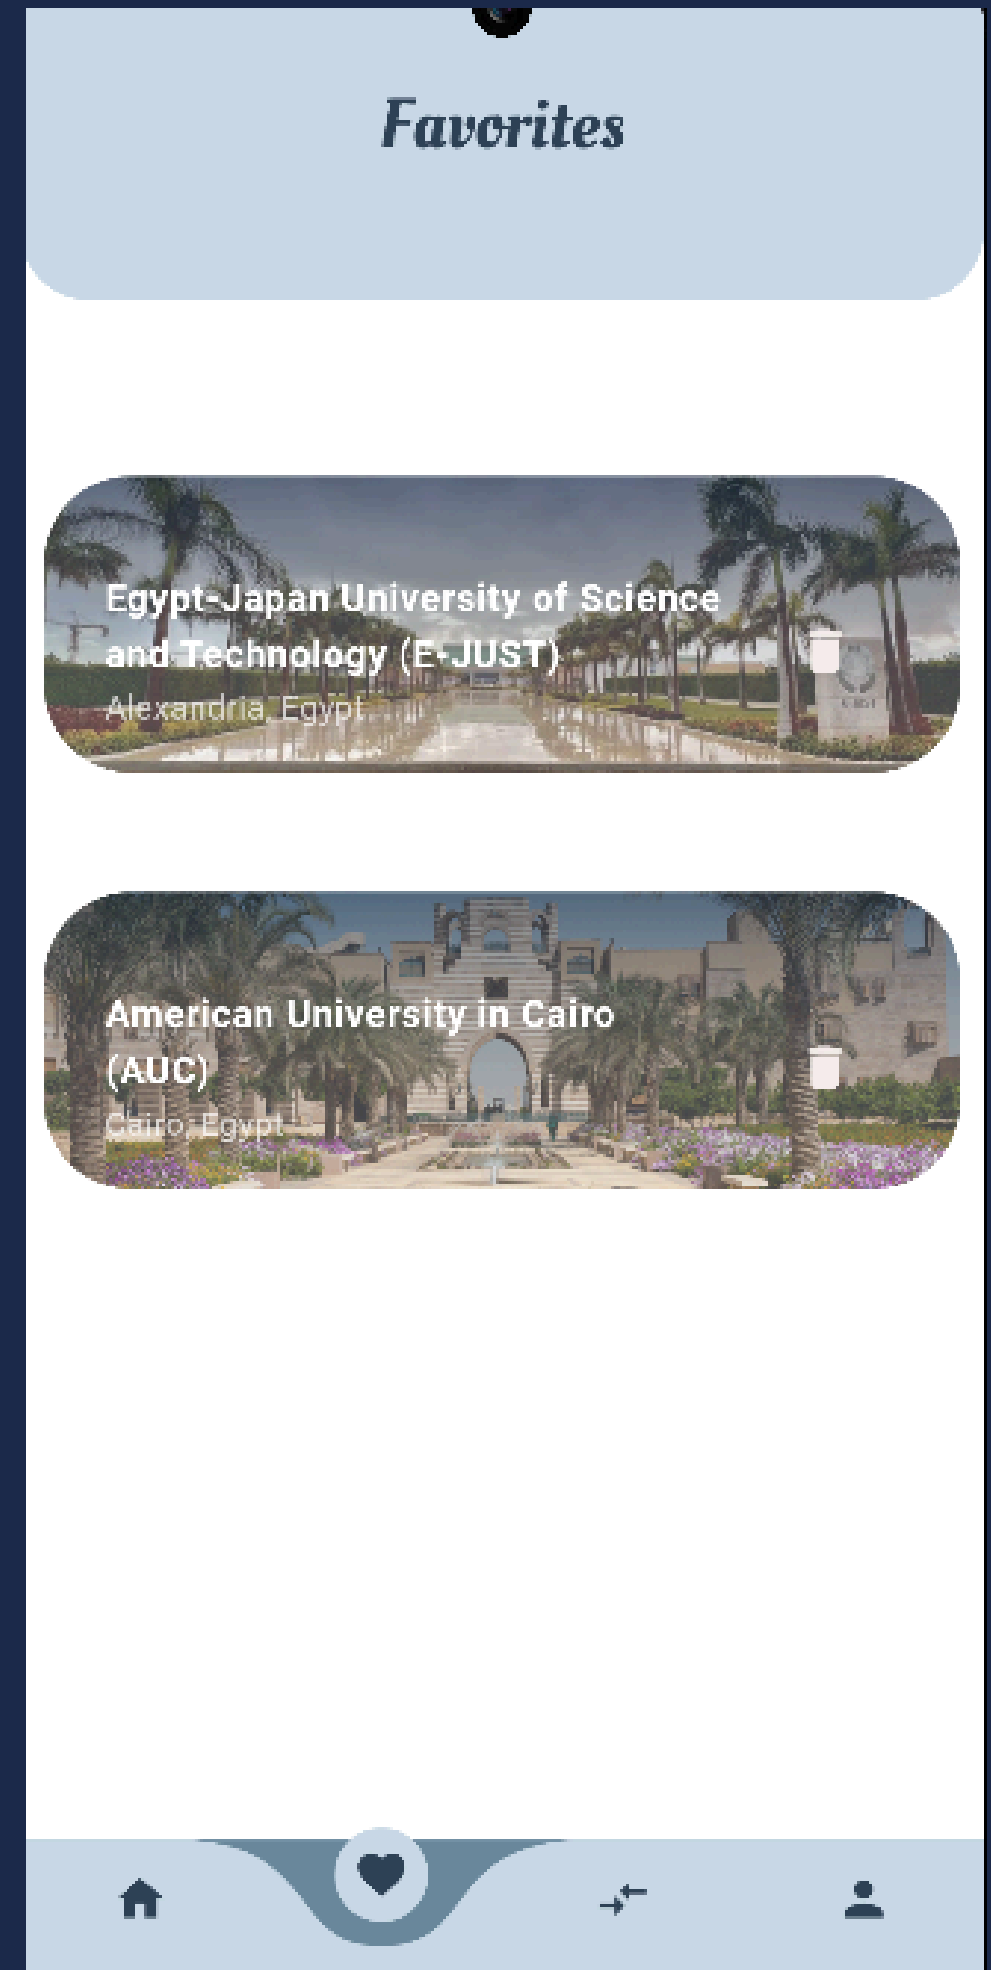 Favorites
Egypt-Japan University of Science
and Technology (E-JUST)
Alexandria, Egypt
American University in Cairo
(AUC)
Cairo, Egypt